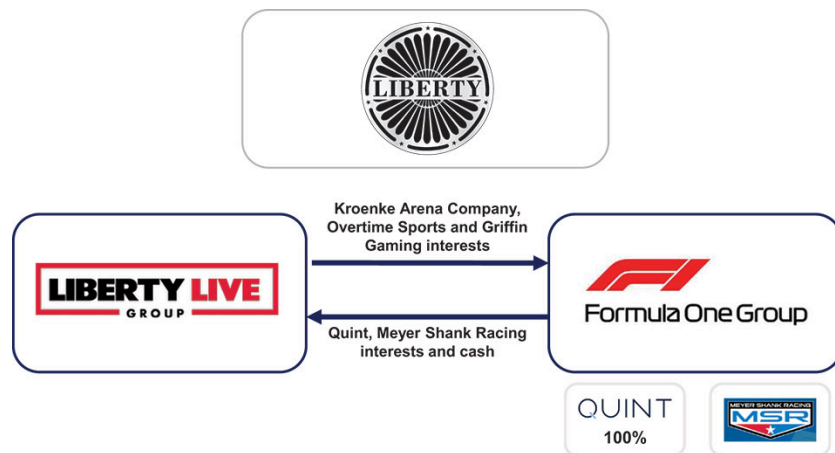 LIBERTY
Kroenke Arena Company,
Overtime Sports and Griffin
Gaming interests
LIBERTY LIVE
GROUP
Formula One Group
Quint, Meyer Shank Racing
interests and cash
QUINT
100%
MEYER SHANK RACING
MSR